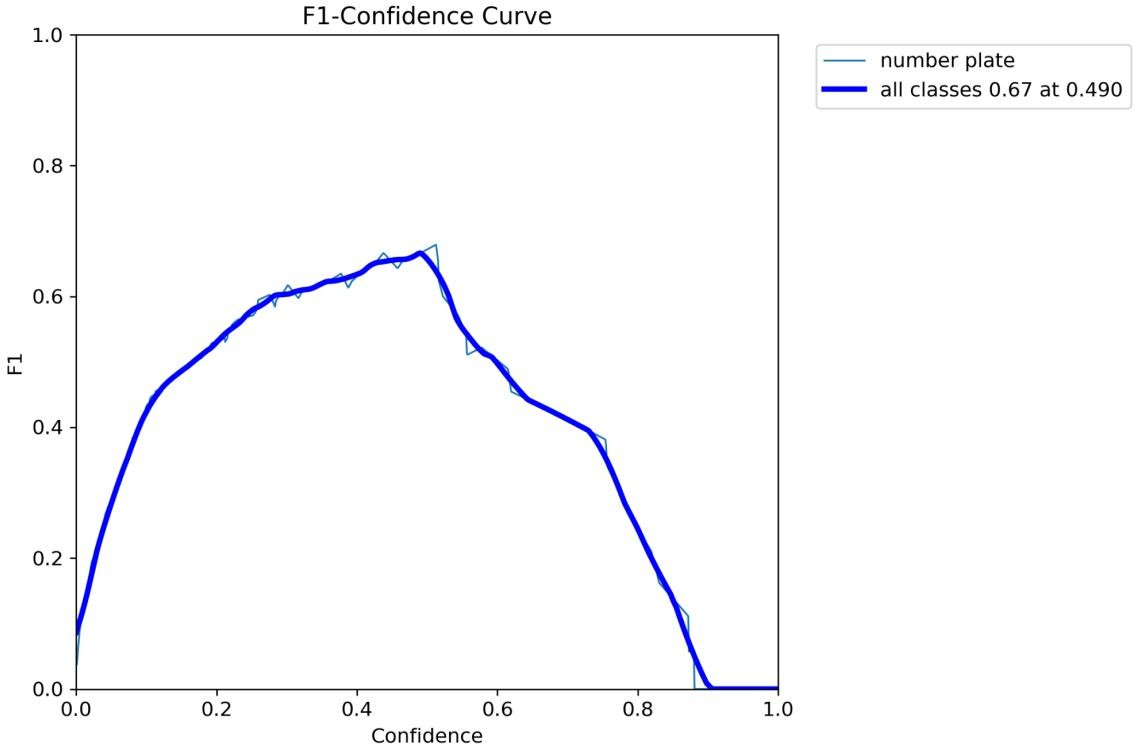 F1-Confidence Curve
number plate
all classes 0.67 at 0.490
1.0
0.8
0.6
0.4
0.2
0.0
F1
0.0 0.2 0.4 0.6 0.8 1.0
Confidence